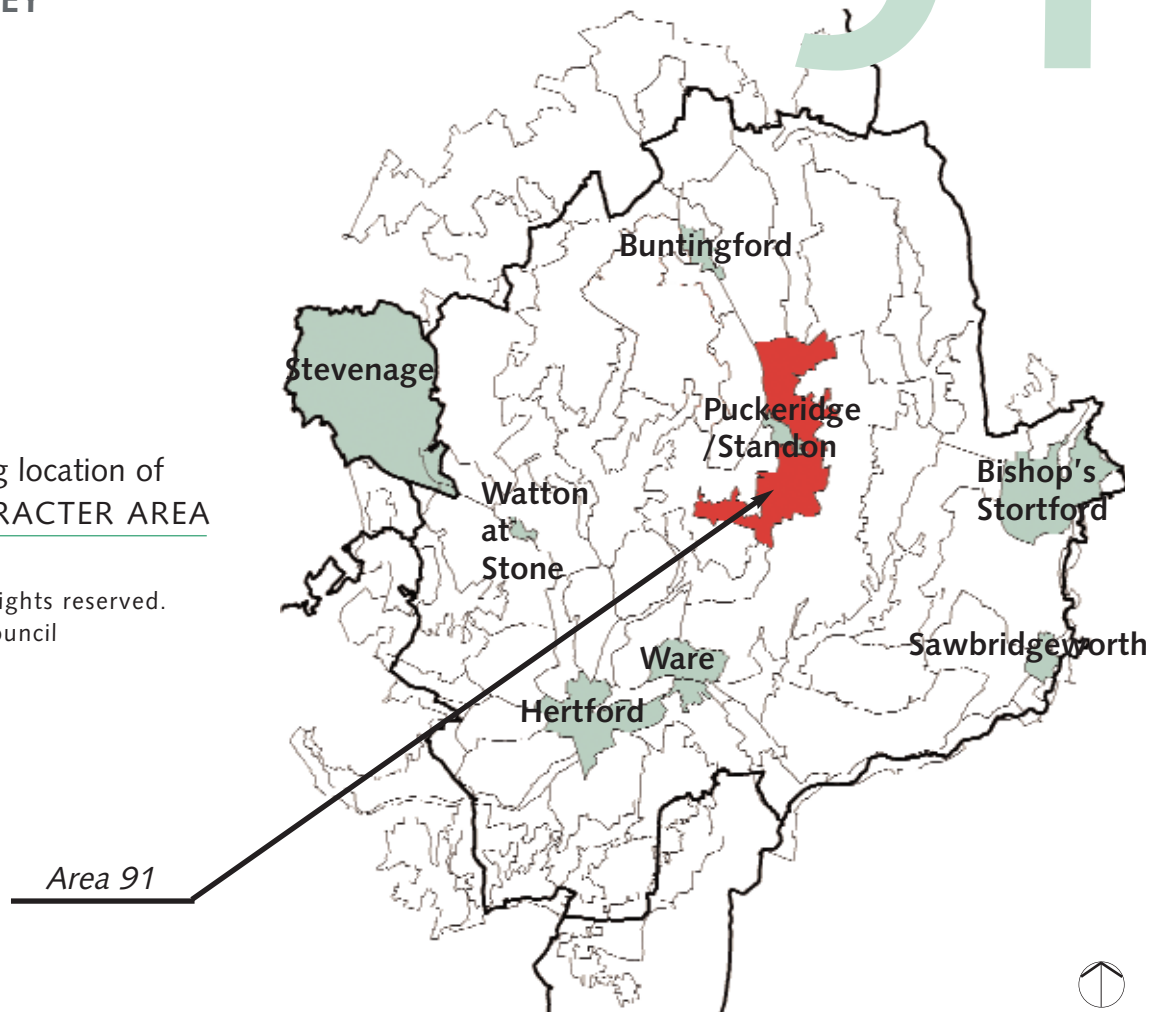 91
Buntingford
Stevenage
Puckeridge
/Standon
Bishop's
Stortford
Watton
at
Stone
g location of
RACTER AREA
ights reserved.
ouncil
Sawbridgeworth
Ware
Hertford
Area 91